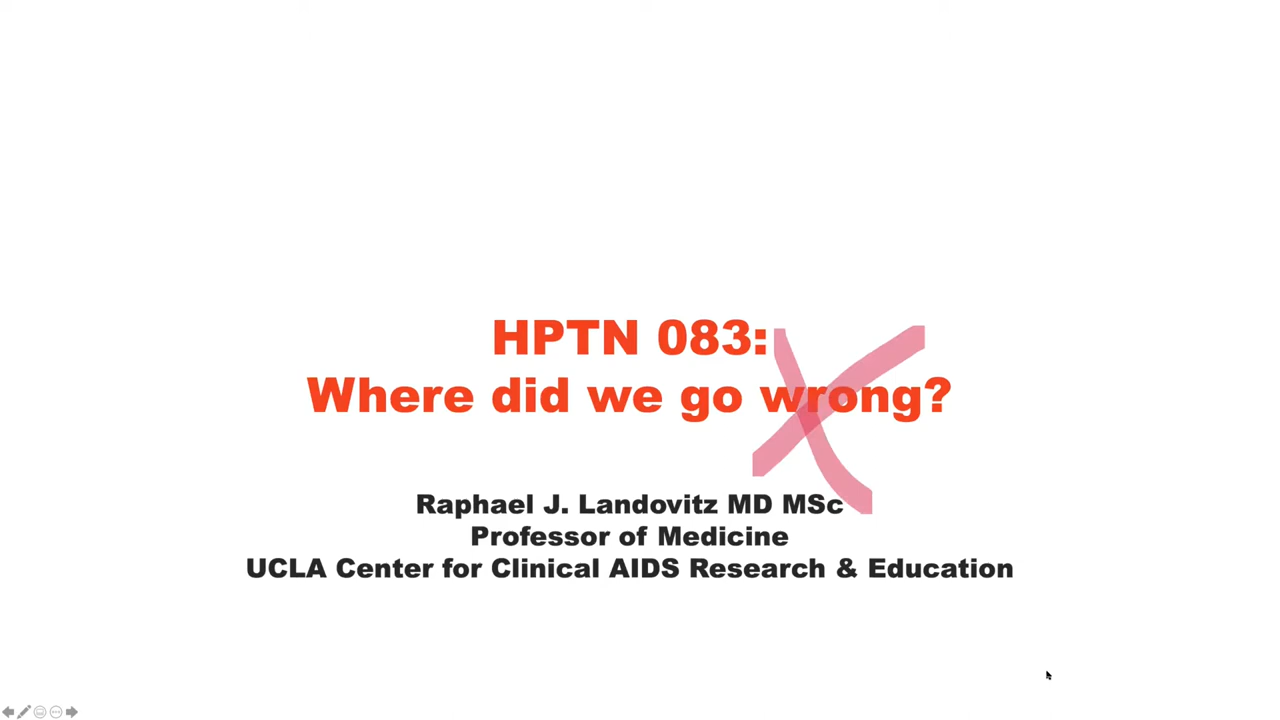 HPTN 083:
Where did we go wrong?
Raphael J. Landovitz MD MSc
Professor of Medicine
UCLA Center for Clinical AIDS Research & Education